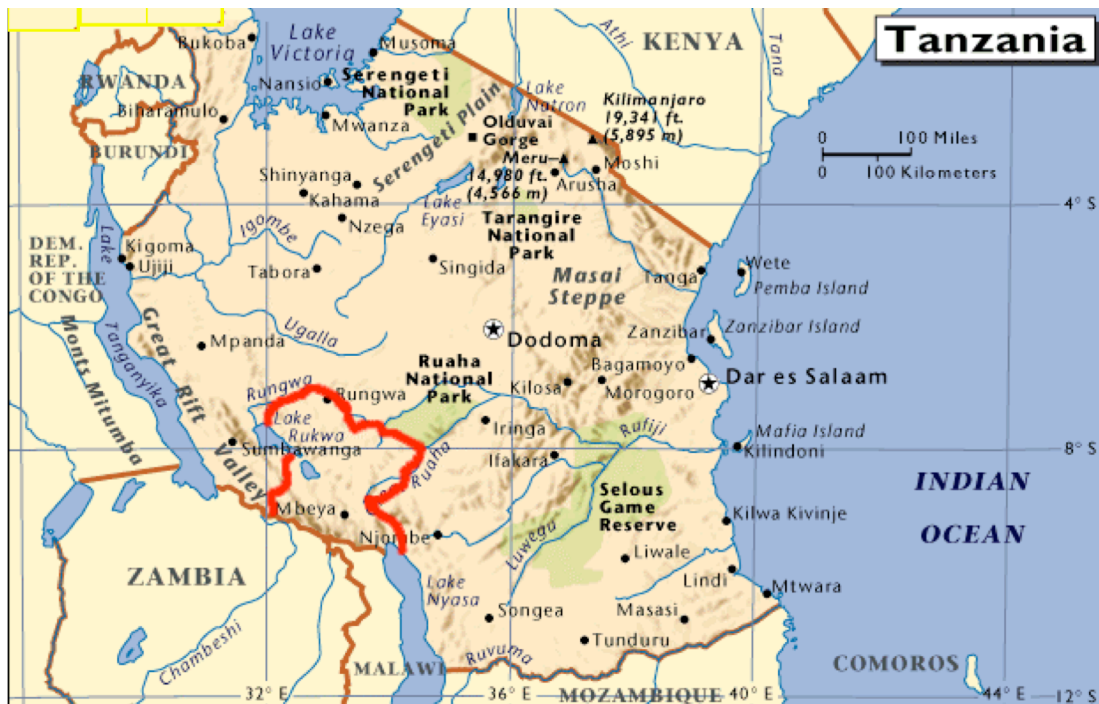 Tanzania
Lake
Victoria
Bukoba
Musoma
KENYA
Athi
Tana
RWANDA
Nansio
Serengeti
National
Park
Lake
Natron
Kilimanjaro
19,341 ft.
(5,895 m)
Biharamulo
Mwanza
Serengeti Plain
Olduvai
Gorge
Meru
14,980 ft.
(4,566 m)
Moshi
Arusha
0 100 Miles
0 100 Kilometers
BURUNDI
Shinyanga
Kahama
Nzega
Lake
Eyasi
Tarangire
National
Park
4° S
DEM.
REP.
OF THE
CONGO
Lake
Tanganyika
Kigoma
Ujiji
Igombe
Tabora
Singida
Masai
Steppe
Tanga
Wete
Pemba Island
Monts Mitumba
Great Rift
Valley
Mpanda
Ugalla
Dodoma
Zanzibar
Zanzibar Island
Bagamoyo
Dar es Salaam
Ruaha
National
Park
Kilosa
Morogoro
Rungwa
Rungwa
Lake
Rukwa
Iringa
Rufiji
Mafia Island
Kilindoni
8° S
Sumbawanga
Ruaha
Ifakara
Selous
Game
Reserve
INDIAN
OCEAN
Mbeya
Njombe
Luwegu
Kilwa Kivinje
Liwale
Lindi
Mtwara
ZAMBIA
Lake
Nyasa
Songea
Masasi
Tunduru
Chambeshi
MALAWI
Ruvuma
COMOROS
32° E
36° E
MOZAMBIQUE
40° E
44° E
12° S